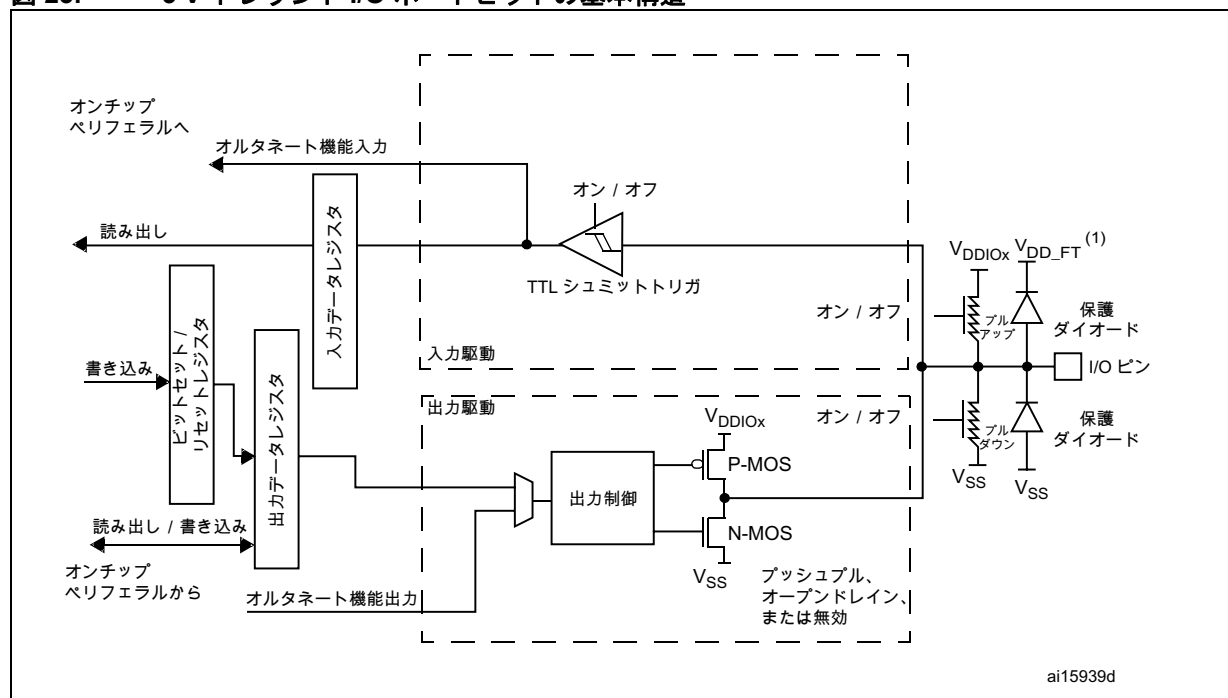 オンチップ
ペリフェラルへ
オルタネート機能入力
オン / オフ
読み出し
入力データレジスタ
TTL シュミットトリガ
VDDIOx
VDD_FT (1)
オン / オフ
プル
アップ
保護
ダイオード
入力駆動
I/O ピン
書き込み
ビットセット /
リセットレジスタ
出力データレジスタ
出力駆動
オン / オフ
VDDIOx
P-MOS
出力制御
N-MOS
VSS
プル
ダウン
保護
ダイオード
VSS
VSS
読み出し / 書き込み
オンチップ
ペリフェラルから
オルタネート機能出力
プッシュプル、
オープンドレイン、
または無効
ai15939d